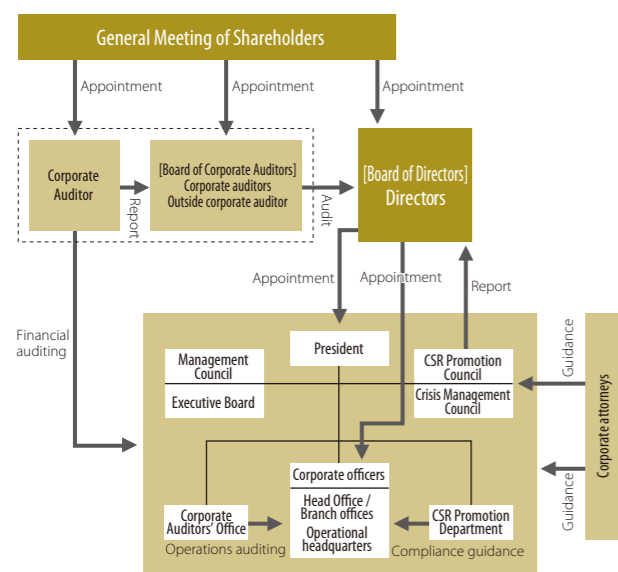 General Meeting of Shareholders
Appointment
Appointment
Appointment
Corporate
Auditor
Report
[Board of Corporate Auditors]
Corporate auditors
Outside corporate auditor
Audit
[Board of Directors]
Directors
Appointment
Appointment
Report
Financial
auditing
Management
Council
Executive Board
President
CSR Promotion
Council
Crisis Management
Council
Guidance
Guidance
Corporate attorneys
Corporate officers
Head Office /
Branch offices
Operational
headquarters
Corporate
Auditors' Office
Operations auditing
CSR Promotion
Department
Compliance guidance